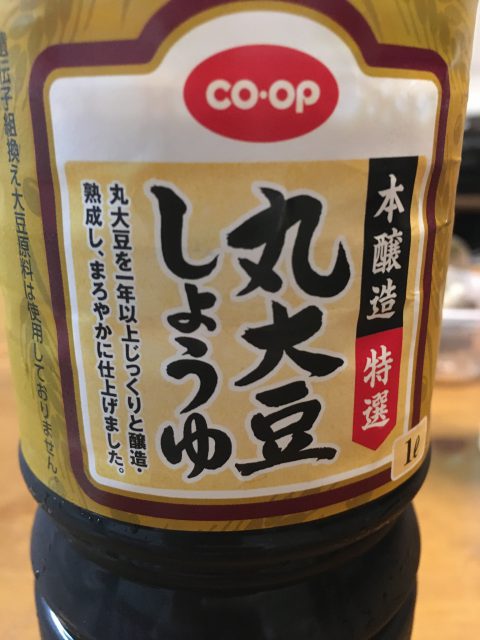 CO·OP
本醸造
特選
丸大豆
しょうゆ
丸大豆を一年以上じっくりと醸造・
熟成し、まろやかに仕上げました。
1ℓ
遺伝子組換え大豆原料は使用しておりません。